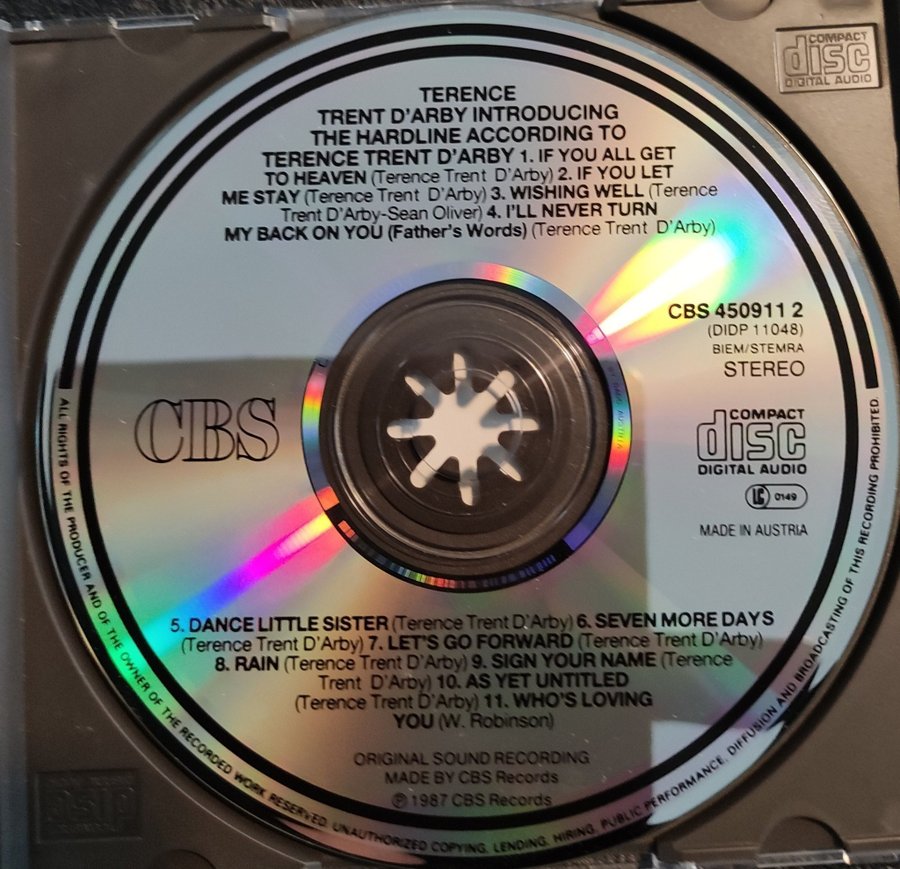 COMPACT
disc
DIGITAL AUDIO
TERENCE
TRENT D'ARBY INTRODUCING
THE HARDLINE ACCORDING TO
TERENCE TRENT D'ARBY 1. IF YOU ALL GET
TO HEAVEN (Terence Trent D'Arby) 2. IF YOU LET
ME STAY (Terence Trent D'Arby) 3. WISHING WELL (Terence
Trent D'Arby-Sean Oliver) 4. I'LL NEVER TURN
MY BACK ON YOU (Father's Words) (Terence Trent D'Arby)
CBS 450911 2
(DIDP 11048)
BIEM/STEMRA
STEREO
CBS
COMPACT
disc
DIGITAL AUDIO
LC 0149
MADE IN AUSTRIA
5. DANCE LITTLE SISTER (Terence Trent D'Arby) 6. SEVEN MORE DAYS
(Terence Trent D'Arby) 7. LET'S GO FORWARD (Terence Trent D'Arby)
8. RAIN (Terence Trent D'Arby) 9. SIGN YOUR NAME (Terence
Trent D'Arby) 10. AS YET UNTITLED
(Terence Trent D'Arby) 11. WHO'S LOVING
YOU (W. Robinson)
ORIGINAL SOUND RECORDING
MADE BY CBS Records
℗ 1987 CBS Records
ALL RIGHTS OF THE PRODUCER AND OF THE OWNER OF THE RECORDED WORK RESERVED. UNAUTHORIZED COPYING, LENDING, HIRING, PUBLIC PERFORMANCE, DIFFUSION AND BROADCASTING OF THIS RECORDING PROHIBITED.